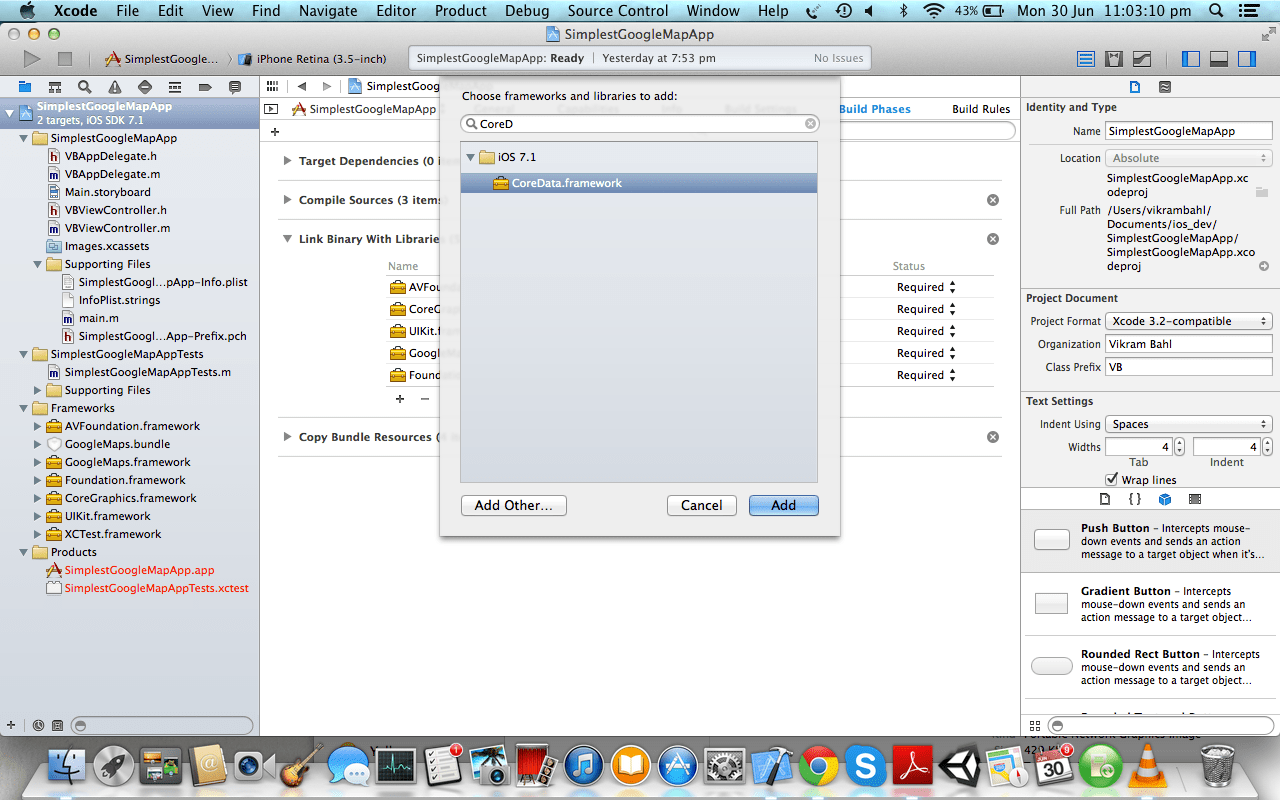 Xcode File Edit View Find Navigate Editor Product Debug Source Control Window Help 43% Mon 30 Jun 11:03:10 pm
SimplestGoogleMapApp
SimplestGoogle... iPhone Retina (3.5-inch)
SimplestGoogleMapApp: Ready Yesterday at 7:53 pm No Issues
SimplestGoogleMapApp
2 targets, iOS SDK 7.1
SimplestGoogleMapApp
VBAppDelegate.h
VBAppDelegate.m
Main.storyboard
VBViewController.h
VBViewController.m
Images.xcassets
Supporting Files
SimplestGoogl...pApp-Info.plist
InfoPlist.strings
main.m
SimplestGoogl...App-Prefix.pch
SimplestGoogleMapAppTests
SimplestGoogleMapAppTests.m
Supporting Files
Frameworks
AVFoundation.framework
GoogleMaps.bundle
GoogleMaps.framework
Foundation.framework
CoreGraphics.framework
UIKit.framework
XCTest.framework
Products
SimplestGoogleMapApp.app
SimplestGoogleMapAppTests.xctest
SimplestGoo
SimplestGoogleMapApp
Build Phases Build Rules
Target Dependencies (0 i
Compile Sources (3 items
Link Binary With Librarie
Name Status
AVFou Required
CoreG Required
UIKit.f Required
Googl Required
Found Required
Copy Bundle Resources (
Choose frameworks and libraries to add:
CoreD
iOS 7.1
CoreData.framework
Add Other...
Cancel
Add
Identity and Type
Name SimplestGoogleMapApp
Location Absolute
SimplestGoogleMapApp.xc
odeproj
Full Path /Users/vikrambahl/
Documents/ios_dev/
SimplestGoogleMapApp/
SimplestGoogleMapApp.xco
deproj
Project Document
Project Format Xcode 3.2-compatible
Organization Vikram Bahl
Class Prefix VB
Text Settings
Indent Using Spaces
Widths 4 4
Tab Indent
Wrap lines
Push Button – Intercepts mouse-
down events and sends an action
message to a target object when it's...
Gradient Button – Intercepts
mouse-down events and sends an
action message to a target object...
Rounded Rect Button – Intercepts
mouse-down events and sends an
action message to a target object...
1
JUN
30
9